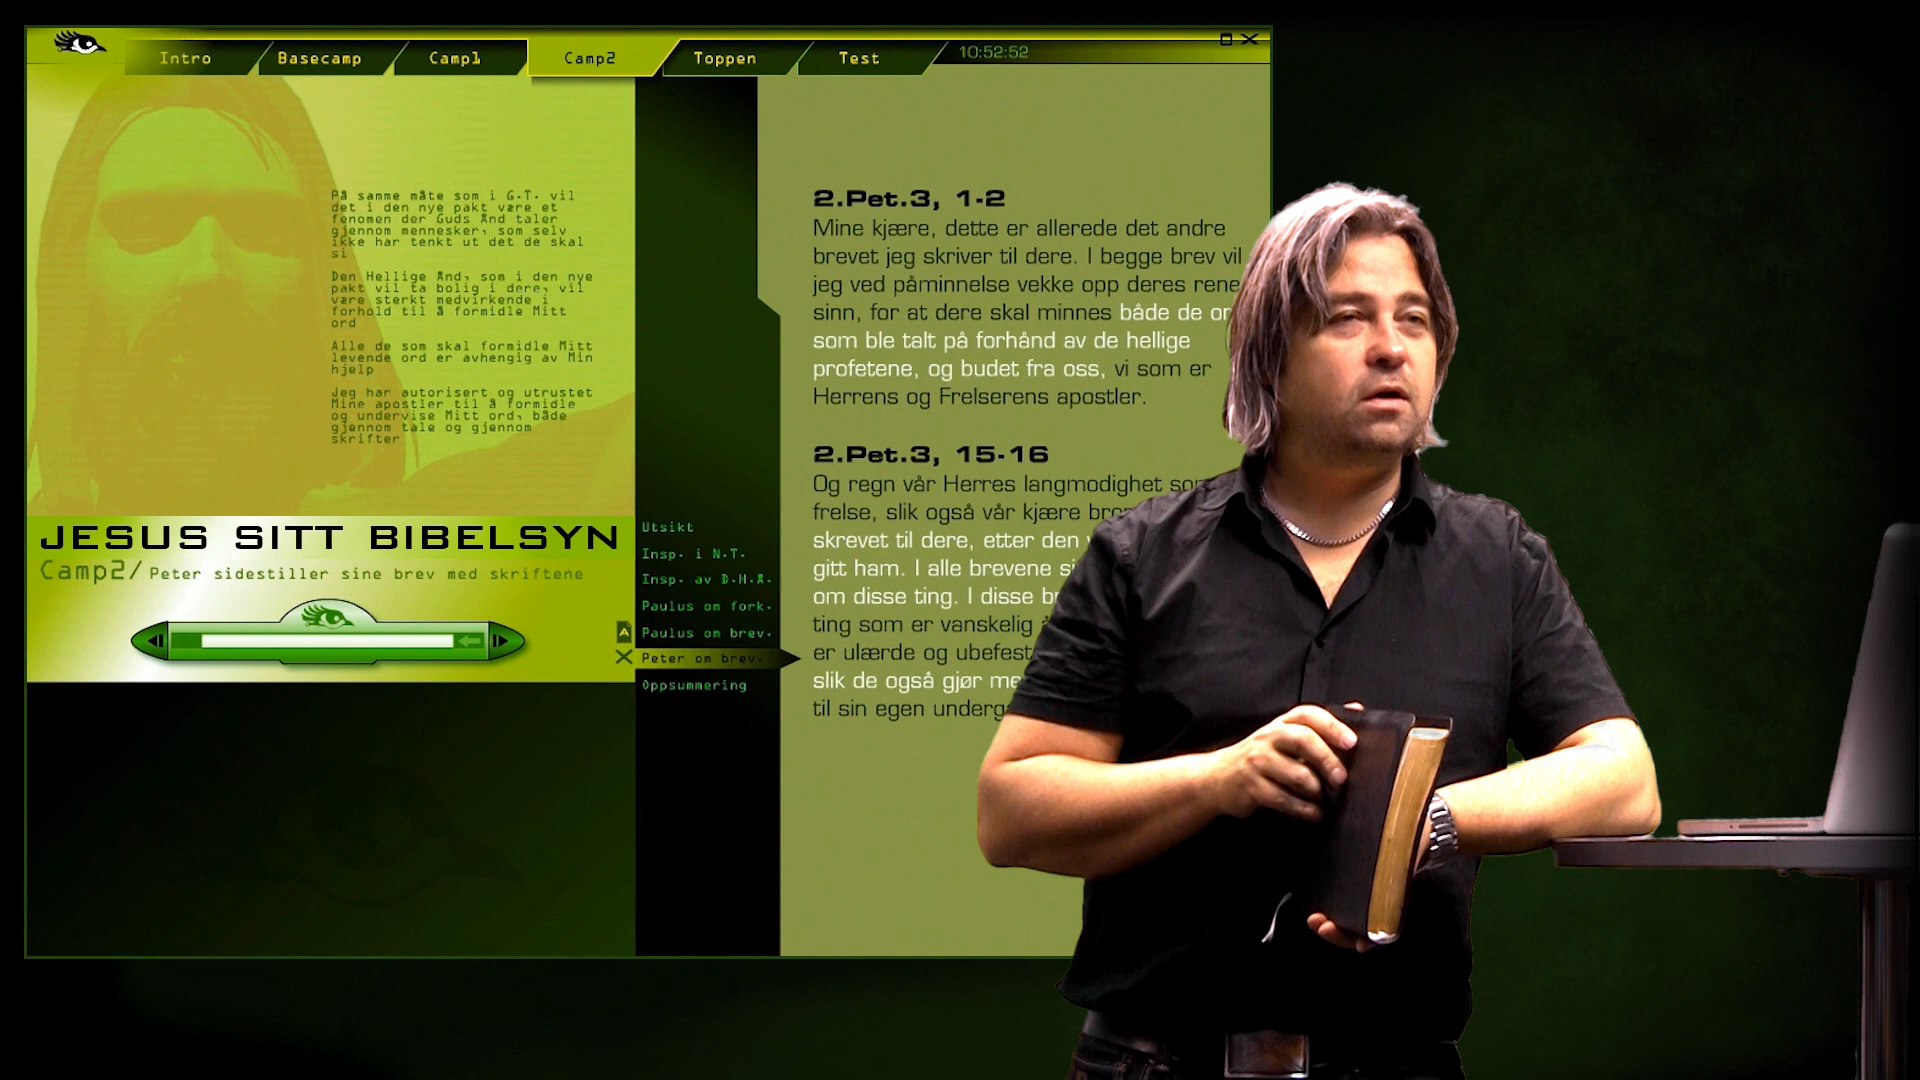 Intro
Basecamp
Camp1
Camp2
Toppen
Test
10:52:52
På samme måte som i G.T. vil
det i den nye pakt være et
fenomen der Guds Ånd taler
gjennom mennesker, som selv
ikke har tenkt ut det de skal
si
Den Hellige Ånd, som i den nye
pakt vil ta bolig i dere, vil
være sterkt medvirkende i
forhold til å formidle Mitt
ord
Alle de som skal formidle Mitt
levende ord er avhengig av Min
hjelp
Jeg har autorisert og utrustet
Mine apostler til å formidle
og undervise Mitt ord, både
gjennom tale og gjennom
skrifter
JESUS SITT BIBELSYN
Camp2/Peter sidestiller sine brev med skriftene
Utsikt
Insp. i N.T.
Insp. av D.H.Å.
Paulus om fork.
A
Paulus om brev.
Peter om brev.
Oppsummering
2.Pet.3, 1-2
Mine kjære, dette er allerede det andre
brevet jeg skriver til dere. I begge brev vil
jeg ved påminnelse vekke opp deres rene
sinn, for at dere skal minnes både de or
som ble talt på forhånd av de hellige
profetene, og budet fra oss, vi som er
Herrens og Frelserens apostler.
2.Pet.3, 15-16
Og regn vår Herres langmodighet so
frelse, slik også vår kjære bro
skrevet til dere, etter den
gitt ham. I alle brevene si
om disse ting. I disse br
ting som er vanskelig å
er ulærde og ubefest
slik de også gjør me
til sin egen underg